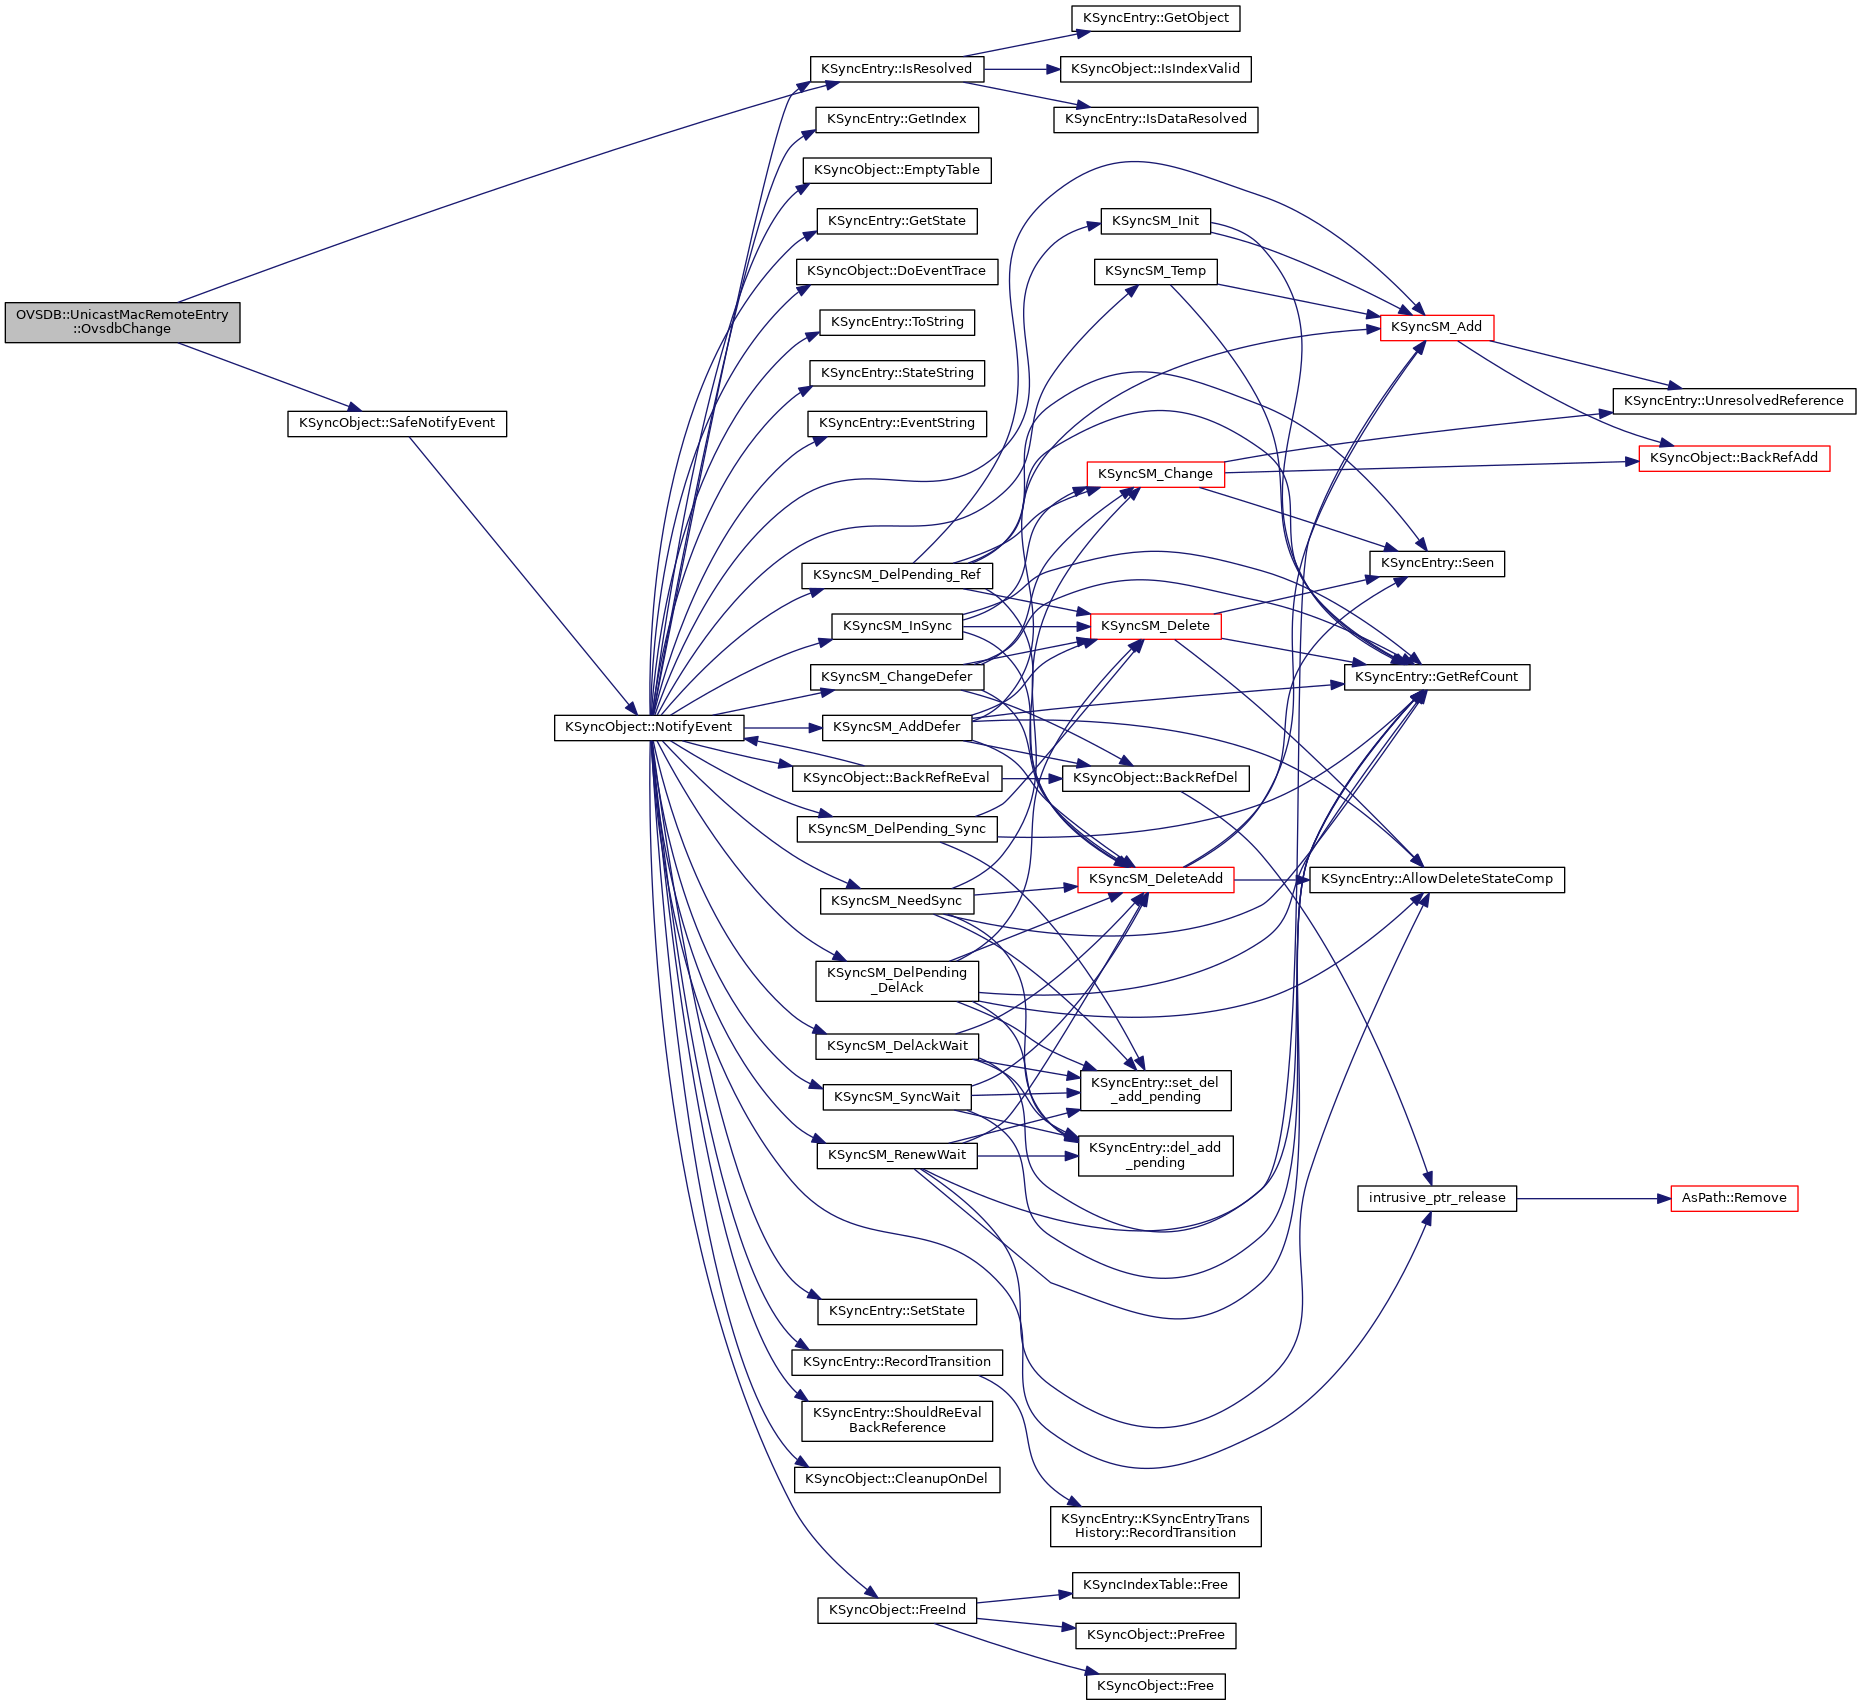 OVSDB::UnicastMacRemoteEntry
::OvsdbChange
KSyncObject::SafeNotifyEvent
KSyncObject::NotifyEvent
KSyncEntry::IsResolved
KSyncEntry::GetIndex
KSyncObject::EmptyTable
KSyncEntry::GetState
KSyncObject::DoEventTrace
KSyncEntry::ToString
KSyncEntry::StateString
KSyncEntry::EventString
KSyncSM_DelPending_Ref
KSyncSM_InSync
KSyncSM_ChangeDefer
KSyncSM_AddDefer
KSyncObject::BackRefReEval
KSyncSM_DelPending_Sync
KSyncSM_NeedSync
KSyncSM_DelPending
_DelAck
KSyncSM_DelAckWait
KSyncSM_SyncWait
KSyncSM_RenewWait
KSyncEntry::SetState
KSyncEntry::RecordTransition
KSyncEntry::ShouldReEval
BackReference
KSyncObject::CleanupOnDel
KSyncObject::FreeInd
KSyncEntry::GetObject
KSyncObject::IsIndexValid
KSyncEntry::IsDataResolved
KSyncSM_Init
KSyncSM_Temp
KSyncSM_Change
KSyncSM_Delete
KSyncObject::BackRefDel
KSyncSM_DeleteAdd
KSyncEntry::set_del
_add_pending
KSyncEntry::del_add
_pending
KSyncEntry::KSyncEntryTrans
History::RecordTransition
KSyncIndexTable::Free
KSyncObject::PreFree
KSyncObject::Free
KSyncSM_Add
KSyncEntry::Seen
KSyncEntry::GetRefCount
KSyncEntry::AllowDeleteStateComp
intrusive_ptr_release
KSyncEntry::UnresolvedReference
KSyncObject::BackRefAdd
AsPath::Remove